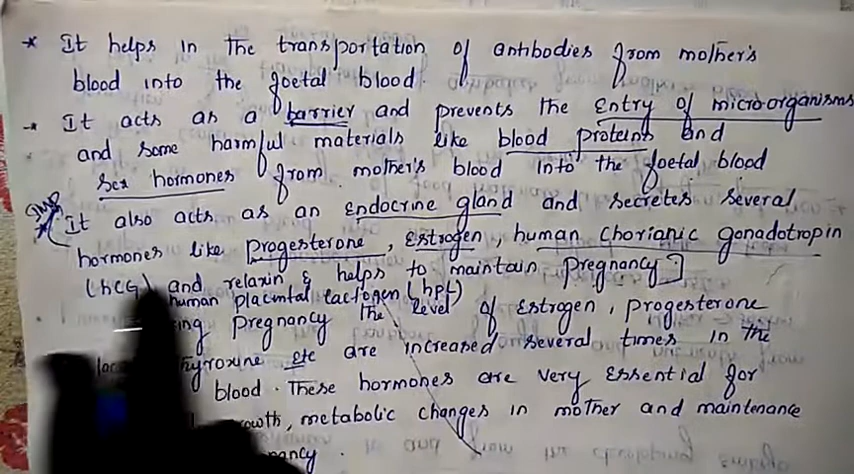 * It helps in the transportation of antibodies from mother's
blood into the foetal blood.
→ It acts as a barrier and prevents the entry of microorganisms
and some harmful materials like blood proteins and
sex hormones from mother's blood into the foetal blood
Imp
* It also acts as an endocrine gland and secretes several
hormones like progesterone, estrogen, human chorianic gonadotropin
(hCG) and relaxin & helps to maintain pregnancy]
human placental lactogen (hpL)
pregnancy the level of estrogen, progesterone
thyroxine etc are increased several times in the
blood. These hormones are very essential for
growth, metabolic changes in mother and maintenance